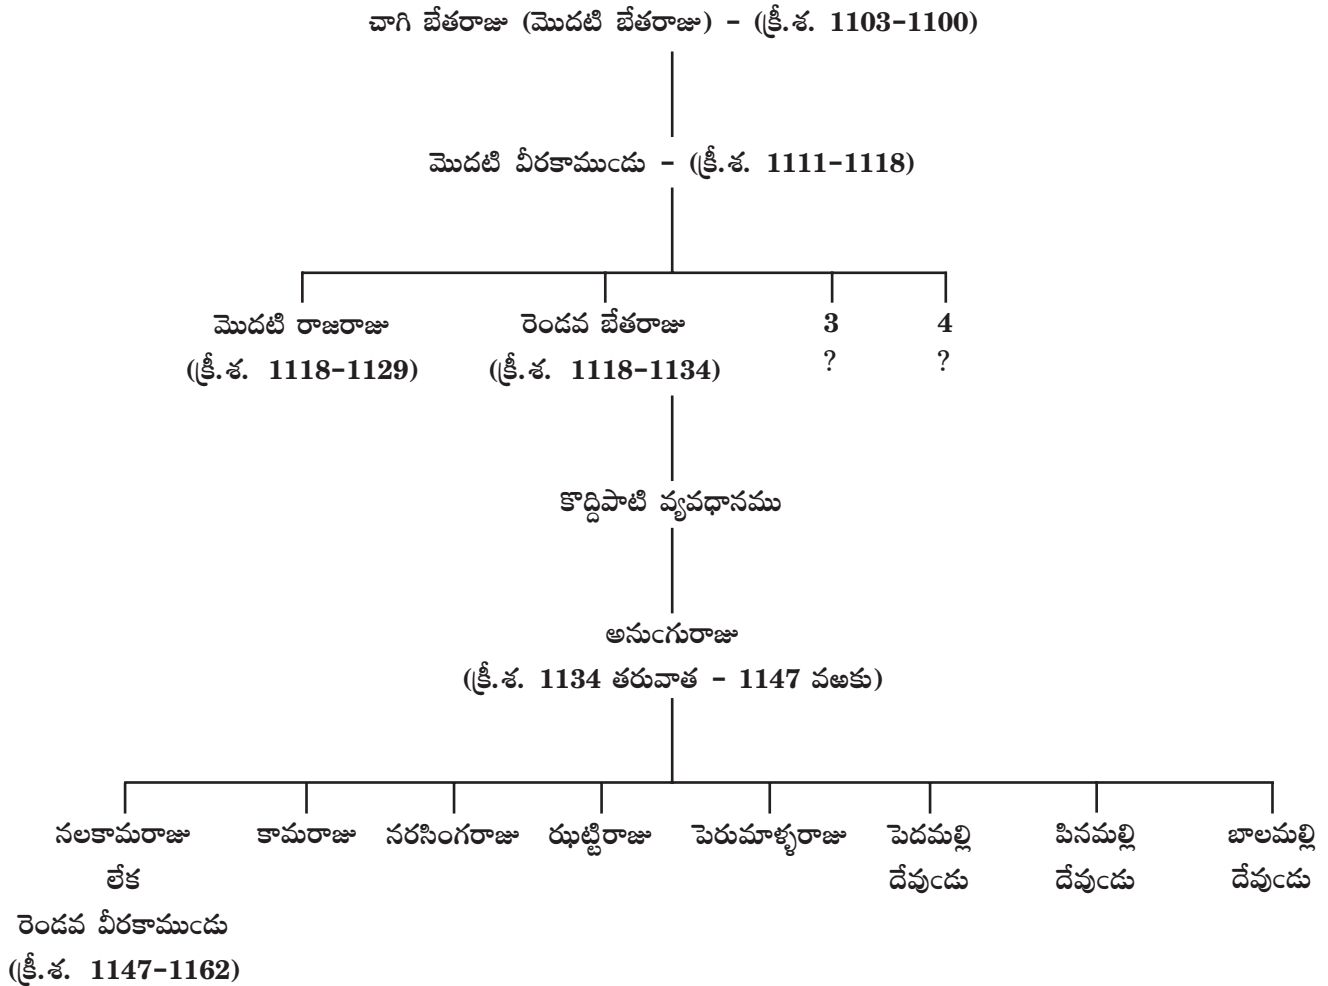 చాగి బేతరాజు (మొదటి బేతరాజు) - (క్రీ.శ. 1103-1100)
మొదటి వీరకాముఁడు - (క్రీ.శ. 1111-1118)
మొదటి రాజరాజు రెండవ బేతరాజు 3 4
(క్రీ.శ. 1118-1129) (క్రీ.శ. 1118-1134) ? ?
కొద్దిపాటి వ్యవధానము
అనుఁగురాజు
(క్రీ.శ. 1134 తరువాత - 1147 వఱకు)
నలకామరాజు కామరాజు నరసింగరాజు ఝట్టిరాజు పెరుమాళ్ళరాజు పెదమల్లి పినమల్లి బాలమల్లి
లేక దేవుఁడు దేవుఁడు దేవుఁడు
రెండవ వీరకాముఁడు
(క్రీ.శ. 1147-1162)